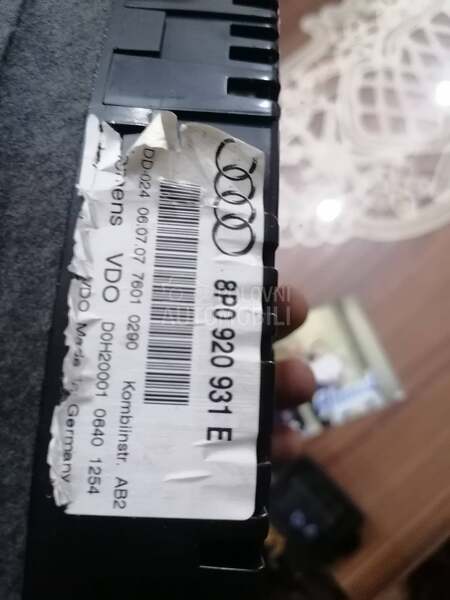 8P0 920 931 E
DD-024 06.07.07 7601 0290 Kombiinstr. AB2
VDO D0H20001 0640 1254
VDO Made in Germany
POLOVNI
AUTOMOBILI